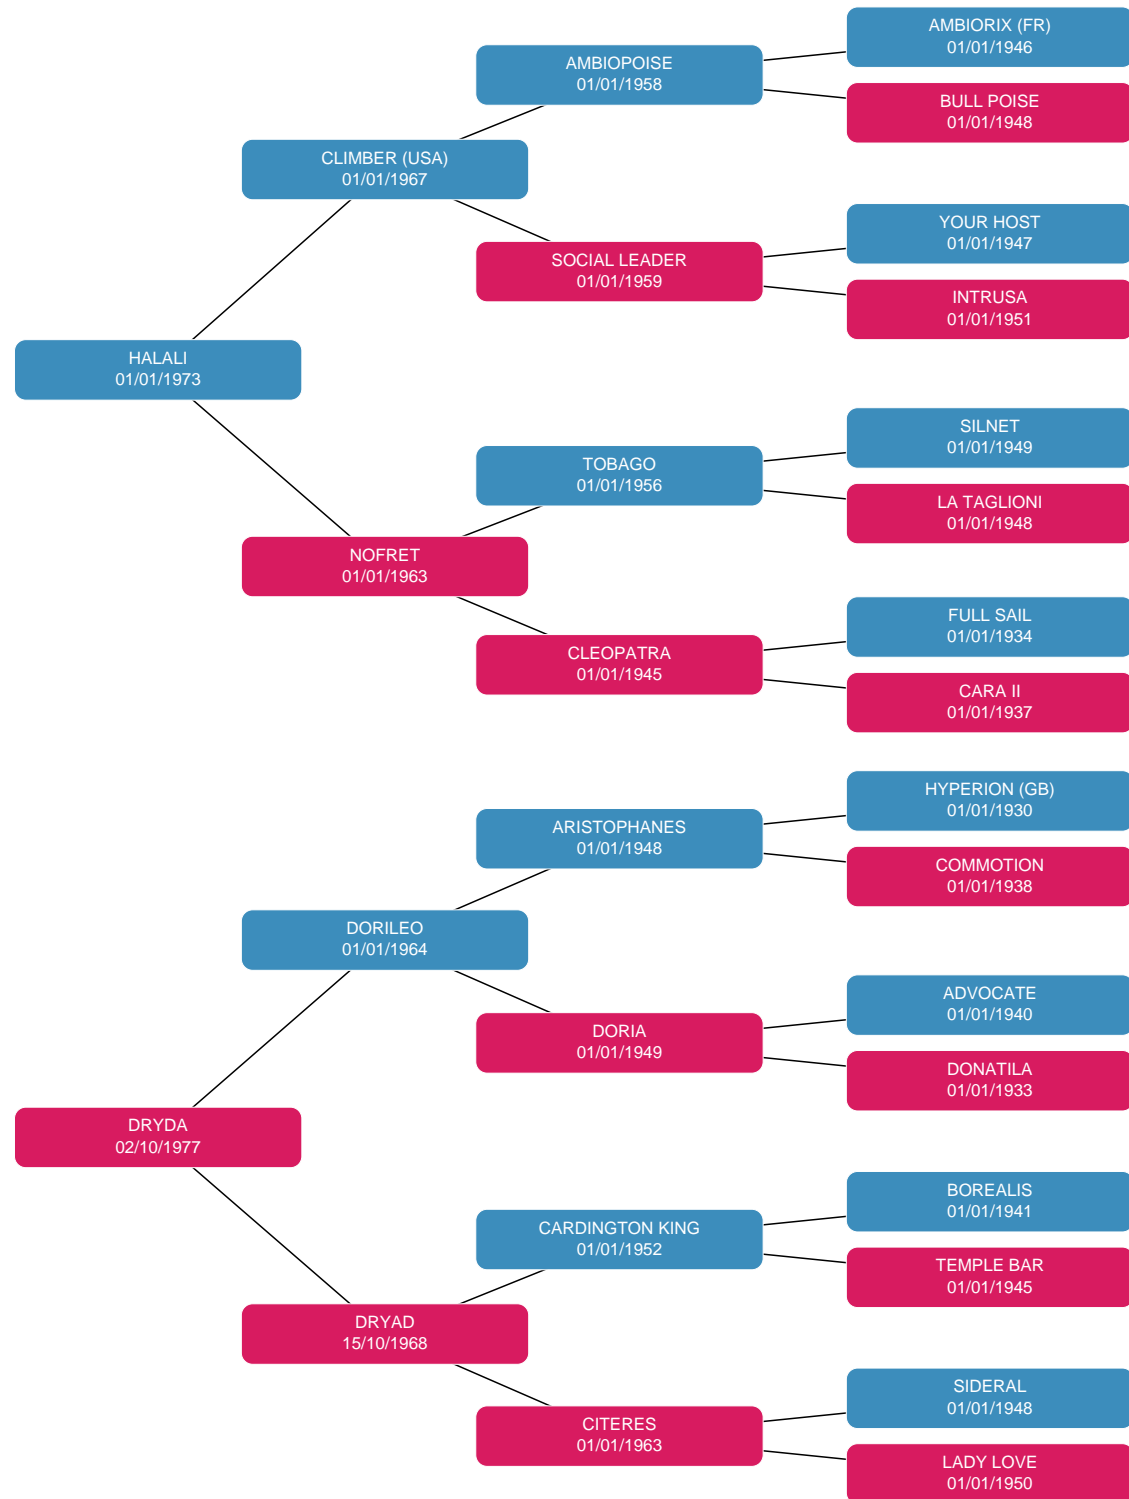 AMBIORIX (FR)
01/01/1946
AMBIOPOISE
01/01/1958
BULL POISE
01/01/1948
CLIMBER (USA)
01/01/1967
YOUR HOST
01/01/1947
SOCIAL LEADER
01/01/1959
INTRUSA
01/01/1951
HALALI
01/01/1973
SILNET
01/01/1949
TOBAGO
01/01/1956
LA TAGLIONI
01/01/1948
NOFRET
01/01/1963
FULL SAIL
01/01/1934
CLEOPATRA
01/01/1945
CARA II
01/01/1937
HYPERION (GB)
01/01/1930
ARISTOPHANES
01/01/1948
COMMOTION
01/01/1938
DORILEO
01/01/1964
ADVOCATE
01/01/1940
DORIA
01/01/1949
DONATILA
01/01/1933
DRYDA
02/10/1977
BOREALIS
01/01/1941
CARDINGTON KING
01/01/1952
TEMPLE BAR
01/01/1945
DRYAD
15/10/1968
SIDERAL
01/01/1948
CITERES
01/01/1963
LADY LOVE
01/01/1950